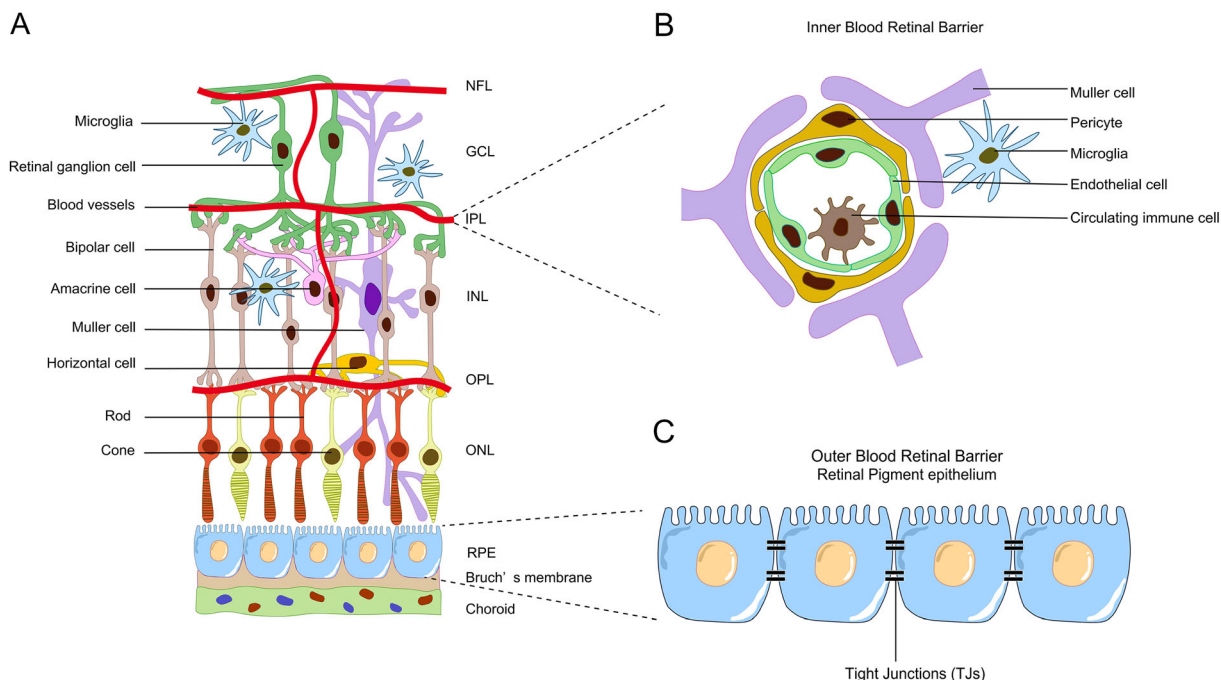 A
Microglia
Retinal ganglion cell
Blood vessels
Bipolar cell
Amacrine cell
Muller cell
Horizontal cell
Rod
Cone
NFL
GCL
IPL
INL
OPL
ONL
RPE
Bruch' s membrane
Choroid
B
Inner Blood Retinal Barrier
Muller cell
Pericyte
Microglia
Endothelial cell
Circulating immune cell
C
Outer Blood Retinal Barrier
Retinal Pigment epithelium
Tight Junctions (TJs)